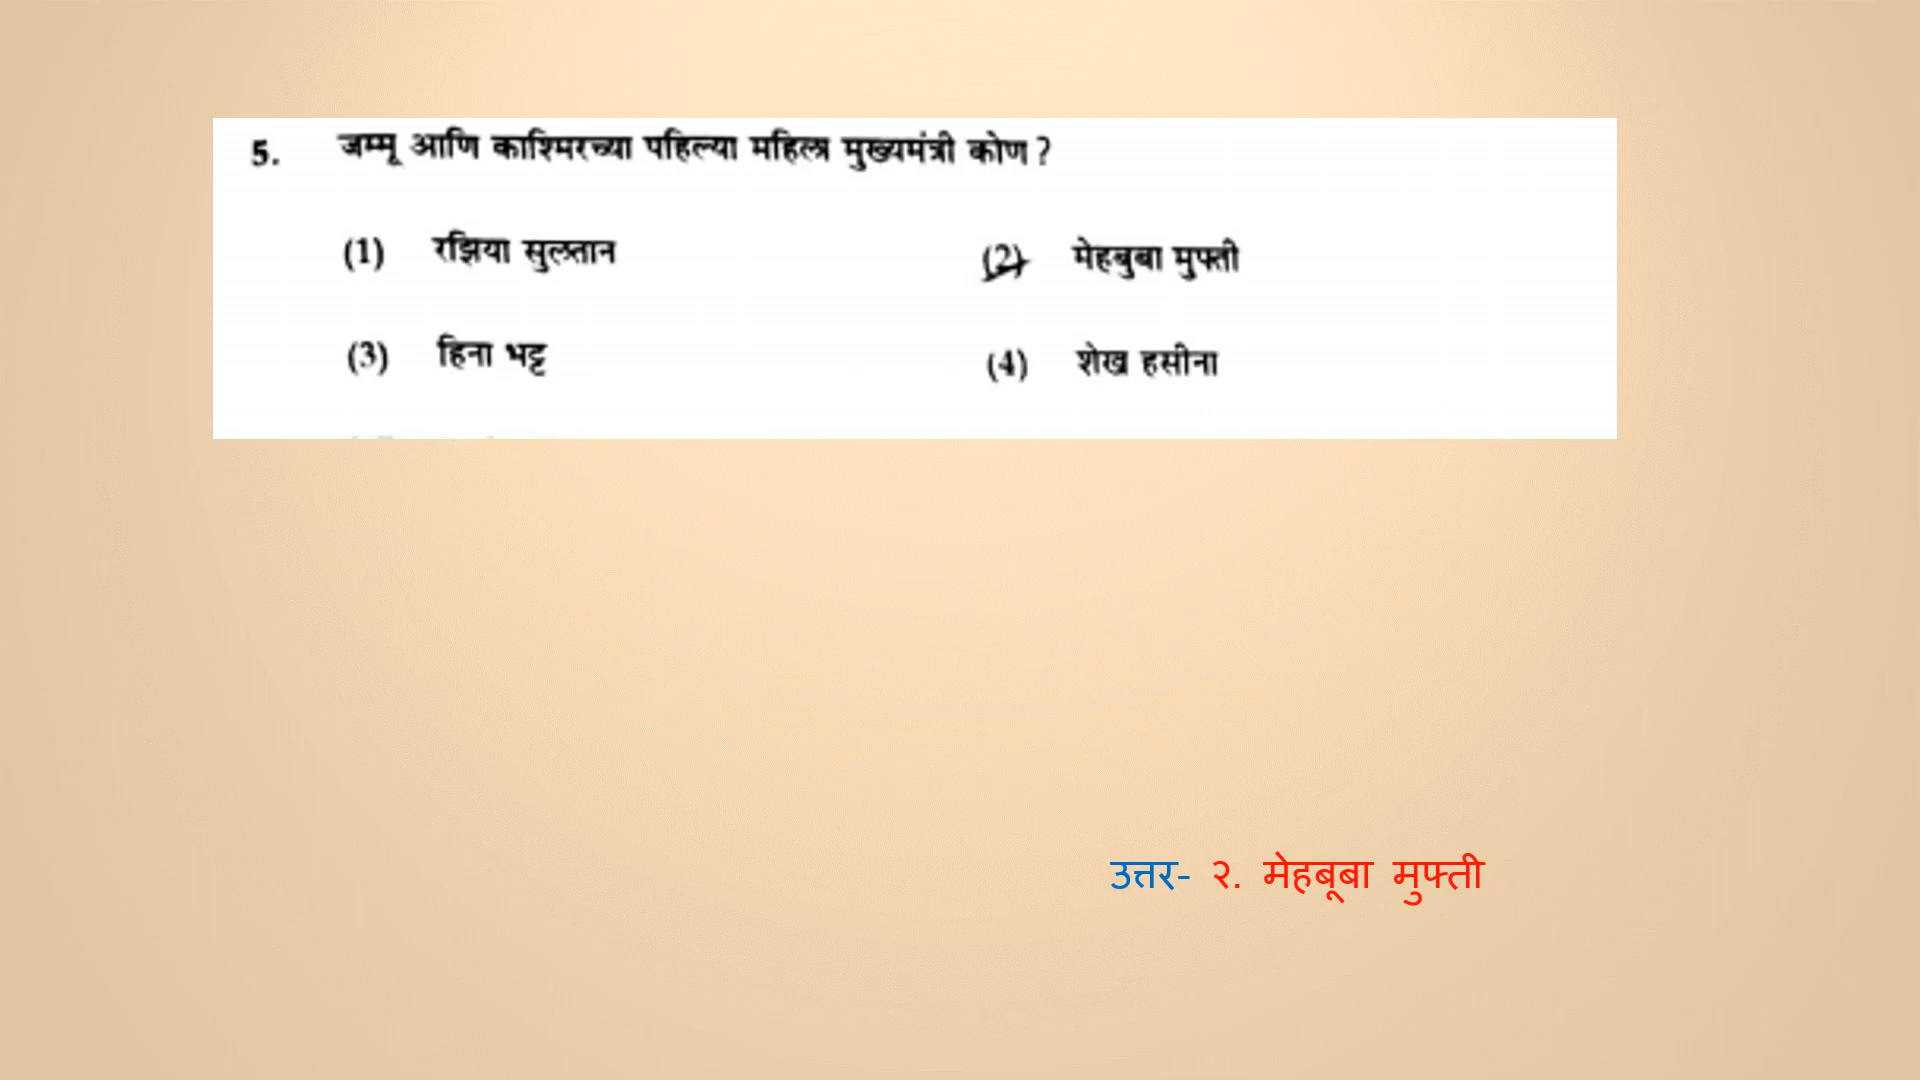 5. जम्मू आणि काश्मिरच्या पहिल्या महिला मुख्यमंत्री कोण ?
(1) रझिया सुलतान (2) मेहबुबा मुफ्ती
(3) हिना भट्ट (4) शेख हसीना
उत्तर- २. मेहबूबा मुफ्ती